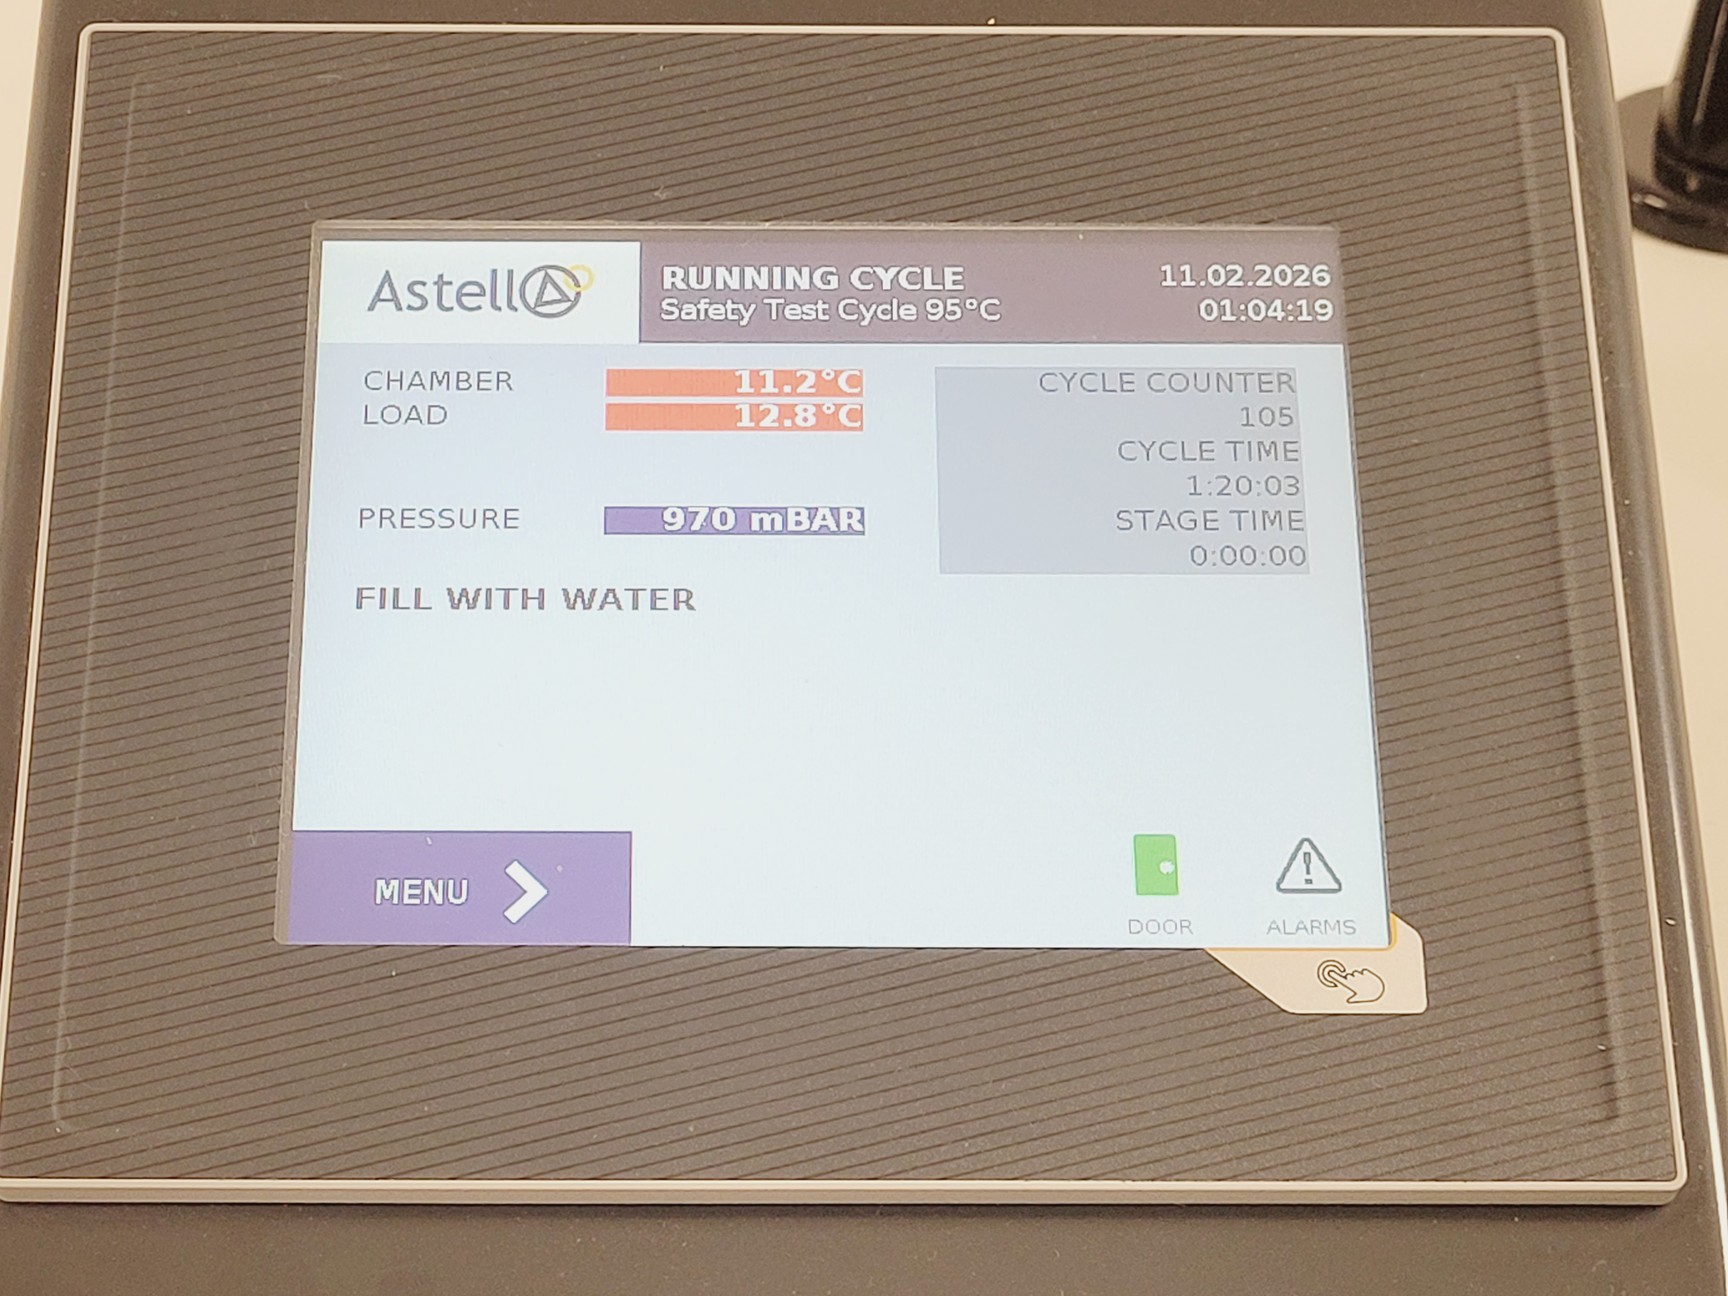 Astell
RUNNING CYCLE
Safety Test Cycle 95°C
11.02.2026
01:04:19
CHAMBER 11.2°C
LOAD 12.8°C
PRESSURE 970 mBAR
CYCLE COUNTER
105
CYCLE TIME
1:20:03
STAGE TIME
0:00:00
FILL WITH WATER
MENU
DOOR
ALARMS